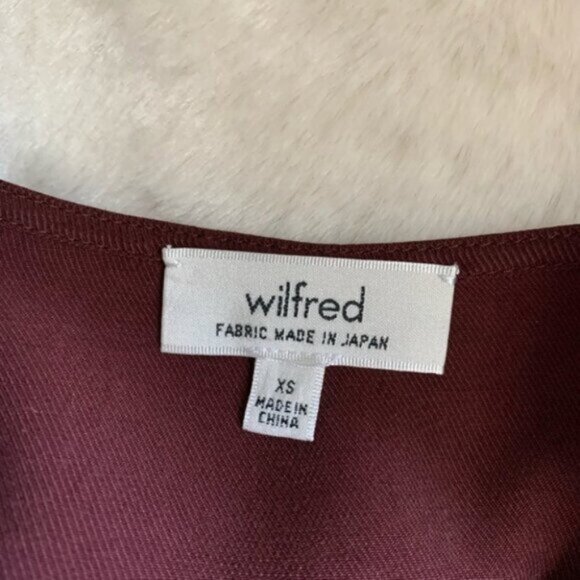 wilfred
FABRIC MADE IN JAPAN
XS
MADE IN
CHINA